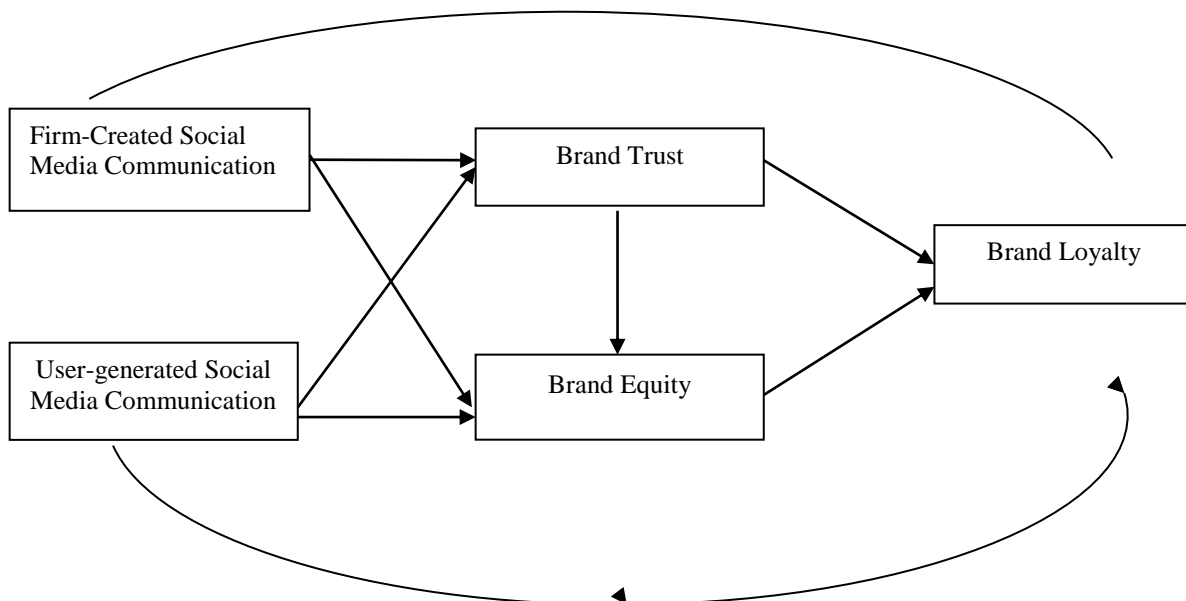 Firm-Created Social
Media Communication
Brand Trust
Brand Loyalty
User-generated Social
Media Communication
Brand Equity